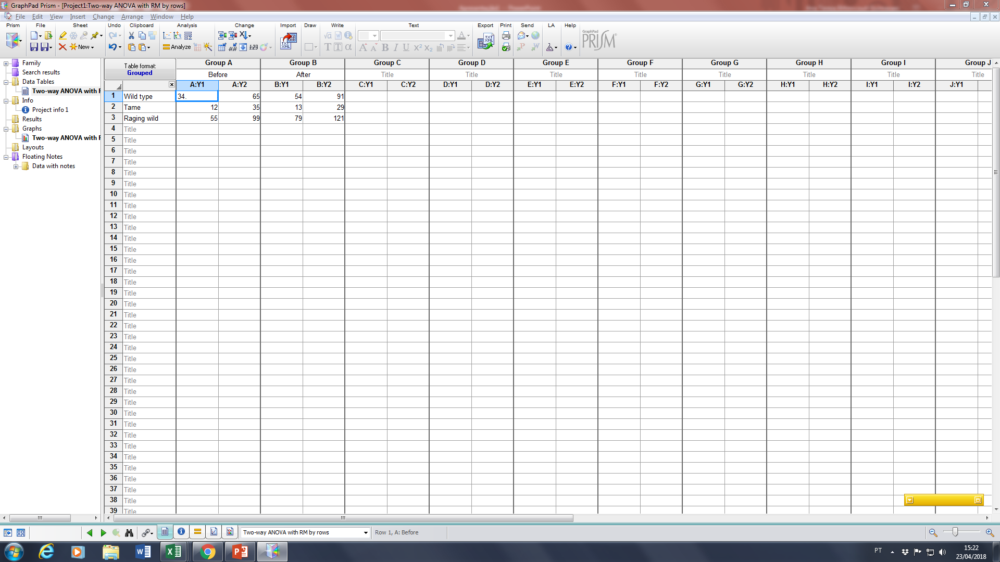 GraphPad Prism - [Project1:Two-way ANOVA with RM by rows]
File Edit View Insert Change Arrange Window Help
Prism File Sheet Undo Clipboard Analysis Change Import Draw Write Text Export Print Send LA Help
New
Analyze
GraphPad
PRISM
Family
Search results
Data Tables
Two-way ANOVA with R
Info
Project info 1
Results
Graphs
Two-way ANOVA with R
Layouts
Floating Notes
Data with notes
Table format:
Grouped
Group A Group B Group C Group D Group E Group F Group G Group H Group I Group J
Before After Title Title Title Title Title Title Title Title
A:Y1 A:Y2 B:Y1 B:Y2 C:Y1 C:Y2 D:Y1 D:Y2 E:Y1 E:Y2 F:Y1 F:Y2 G:Y1 G:Y2 H:Y1 H:Y2 I:Y1 I:Y2 J:Y1
1 Wild type 34. 65 54 91
2 Tame 12 35 13 29
3 Raging wild 55 99 79 121
4 Title
5 Title
6 Title
7 Title
8 Title
9 Title
10 Title
11 Title
12 Title
13 Title
14 Title
15 Title
16 Title
17 Title
18 Title
19 Title
20 Title
21 Title
22 Title
23 Title
24 Title
25 Title
26 Title
27 Title
28 Title
29 Title
30 Title
31 Title
32 Title
33 Title
34 Title
35 Title
36 Title
37 Title
38 Title
39 Title
Two-way ANOVA with RM by rows Row 1, A: Before
PT 15:22
23/04/2018